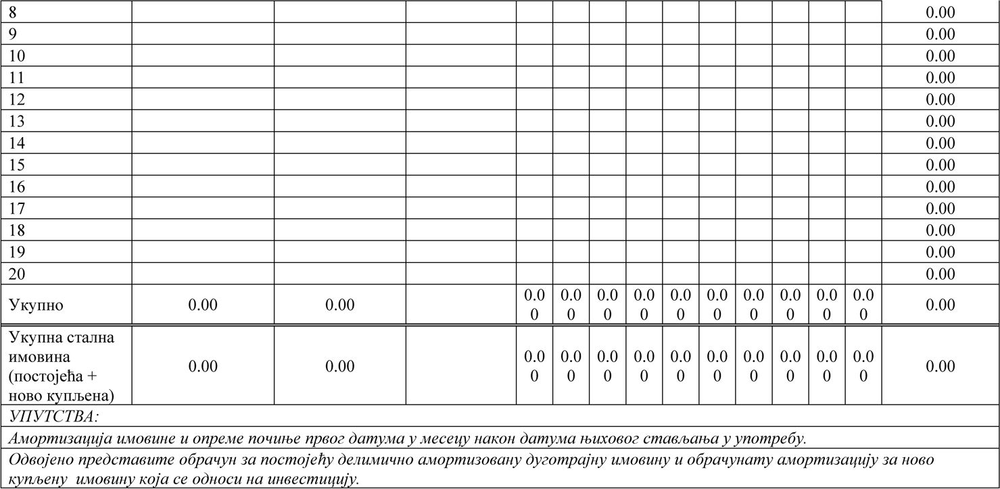 8 0.00
9 0.00
10 0.00
11 0.00
12 0.00
13 0.00
14 0.00
15 0.00
16 0.00
17 0.00
18 0.00
19 0.00
20 0.00
Укупно 0.00 0.00 0.00 0.00 0.00 0.00 0.00 0.00 0.00 0.00 0.00 0.00 0.00
Укупна стална
имовина
(постојећа +
ново купљена) 0.00 0.00 0.00 0.00 0.00 0.00 0.00 0.00 0.00 0.00 0.00 0.00 0.00
УПУТСТВА:
Амортизација имовине и опреме почиње првог датума у месецу након датума њиховог стављања у употребу.
Одвојено представите обрачун за постојећу делимично амортизовану дуготрајну имовину и обрачунату амортизацију за ново
купљену имовину која се односи на инвестицију.